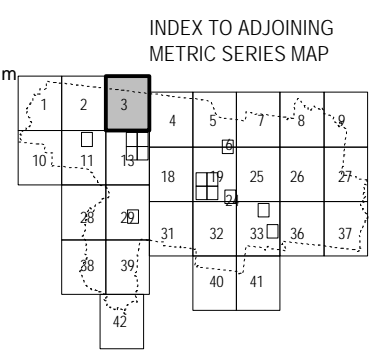 INDEX TO ADJOINING
METRIC SERIES MAP
m
1 2 3 4 5 7 8 9
6
10 11 13 18 19 25 26 27
24
28 29 31 32 33 36 37
38 39 40 41
42